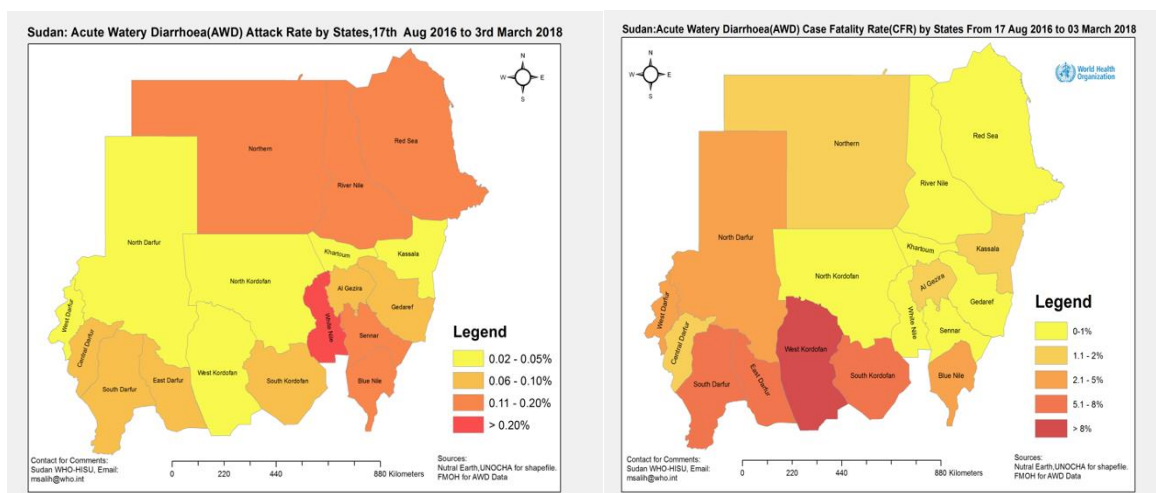 Sudan: Acute Watery Diarrhoea(AWD) Attack Rate by States,17th Aug 2016 to 3rd March 2018
N
W
E
S
Northern
Red Sea
River Nile
North Darfur
Khartoum
Kassala
North Kordofan
Al Gezira
Gedaref
West Darfur
White Nile
Central Darfur
Sennar
West Kordofan
South Kordofan
East Darfur
South Darfur
Blue Nile
Legend
0.02 - 0.05%
0.06 - 0.10%
0.11 - 0.20%
> 0.20%
Contact for Comments:
Sudan WHO-HISU, Email:
msalih@who.int
0 220 440 880 Kilometers
Sources:
Nutral Earth,UNOCHA for shapefile.
FMOH for AWD Data
Sudan:Acute Watery Diarrhoea(AWD) Case Fatality Rate(CFR) by States From 17 Aug 2016 to 03 March 2018
N
W
E
S
World Health
Organization
Red Sea
Northern
River Nile
North Darfur
Khartoum
Kassala
North Kordofan
Al Gezira
Gedaref
West Darfur
White Nile
Sennar
Central Darfur
West Kordofan
South Kordofan
Blue Nile
South Darfur
East Darfur
Legend
0-1%
1.1 - 2%
2.1 - 5%
5.1 - 8%
> 8%
Contact for Comments:
Sudan WHO-HISU, Email:
msalih@who.int
0 220 440 880 Kilometers
Sources:
Nutral Earth,UNOCHA for shapefile.
FMOH for AWD Data